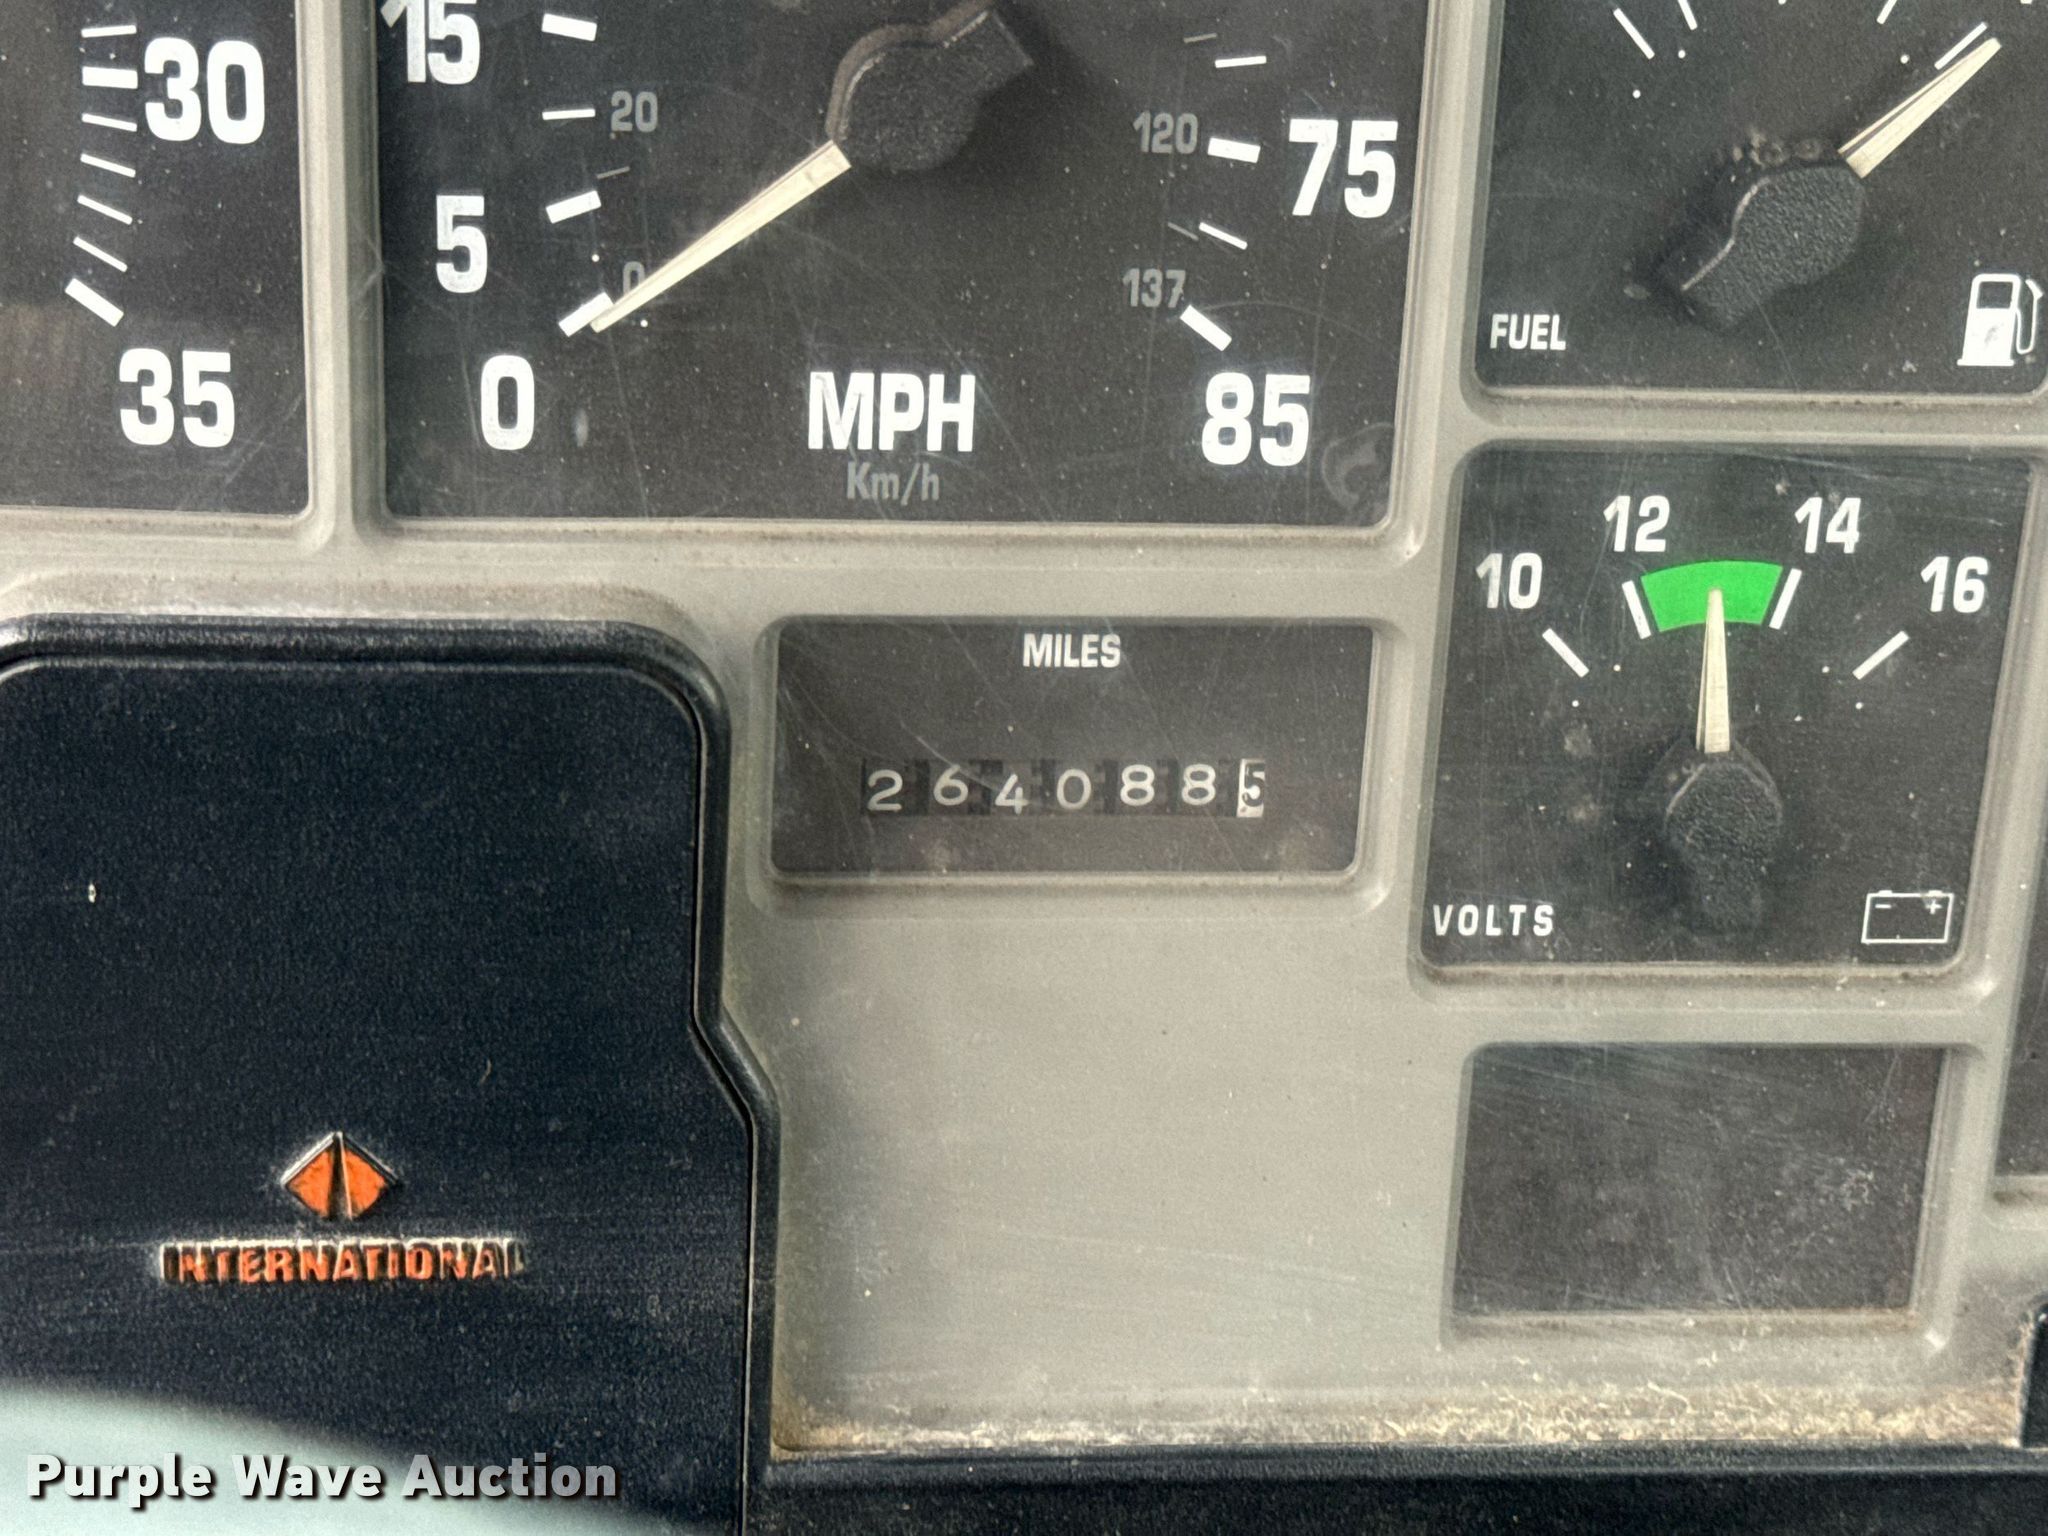 30
35
15
5
0
20
0
MPH
Km/h
120
75
137
85
FUEL
MILES
2640885
10
12
14
16
VOLTS
- +
INTERNATIONAL
Purple Wave Auction